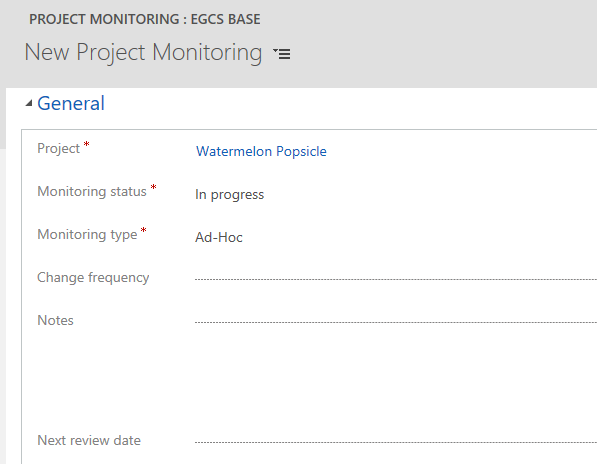 PROJECT MONITORING : EGCS BASE
New Project Monitoring
General
Project * Watermelon Popsicle
Monitoring status * In progress
Monitoring type * Ad-Hoc
Change frequency
Notes
Next review date